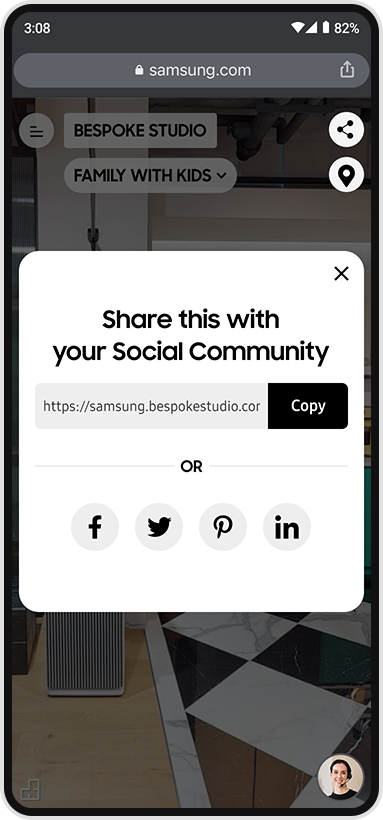 3:08
82%
samsung.com
BESPOKE STUDIO
FAMILY WITH KIDS
Share this with
your Social Community
https://samsung.bespokestudio.cor
Copy
OR
in